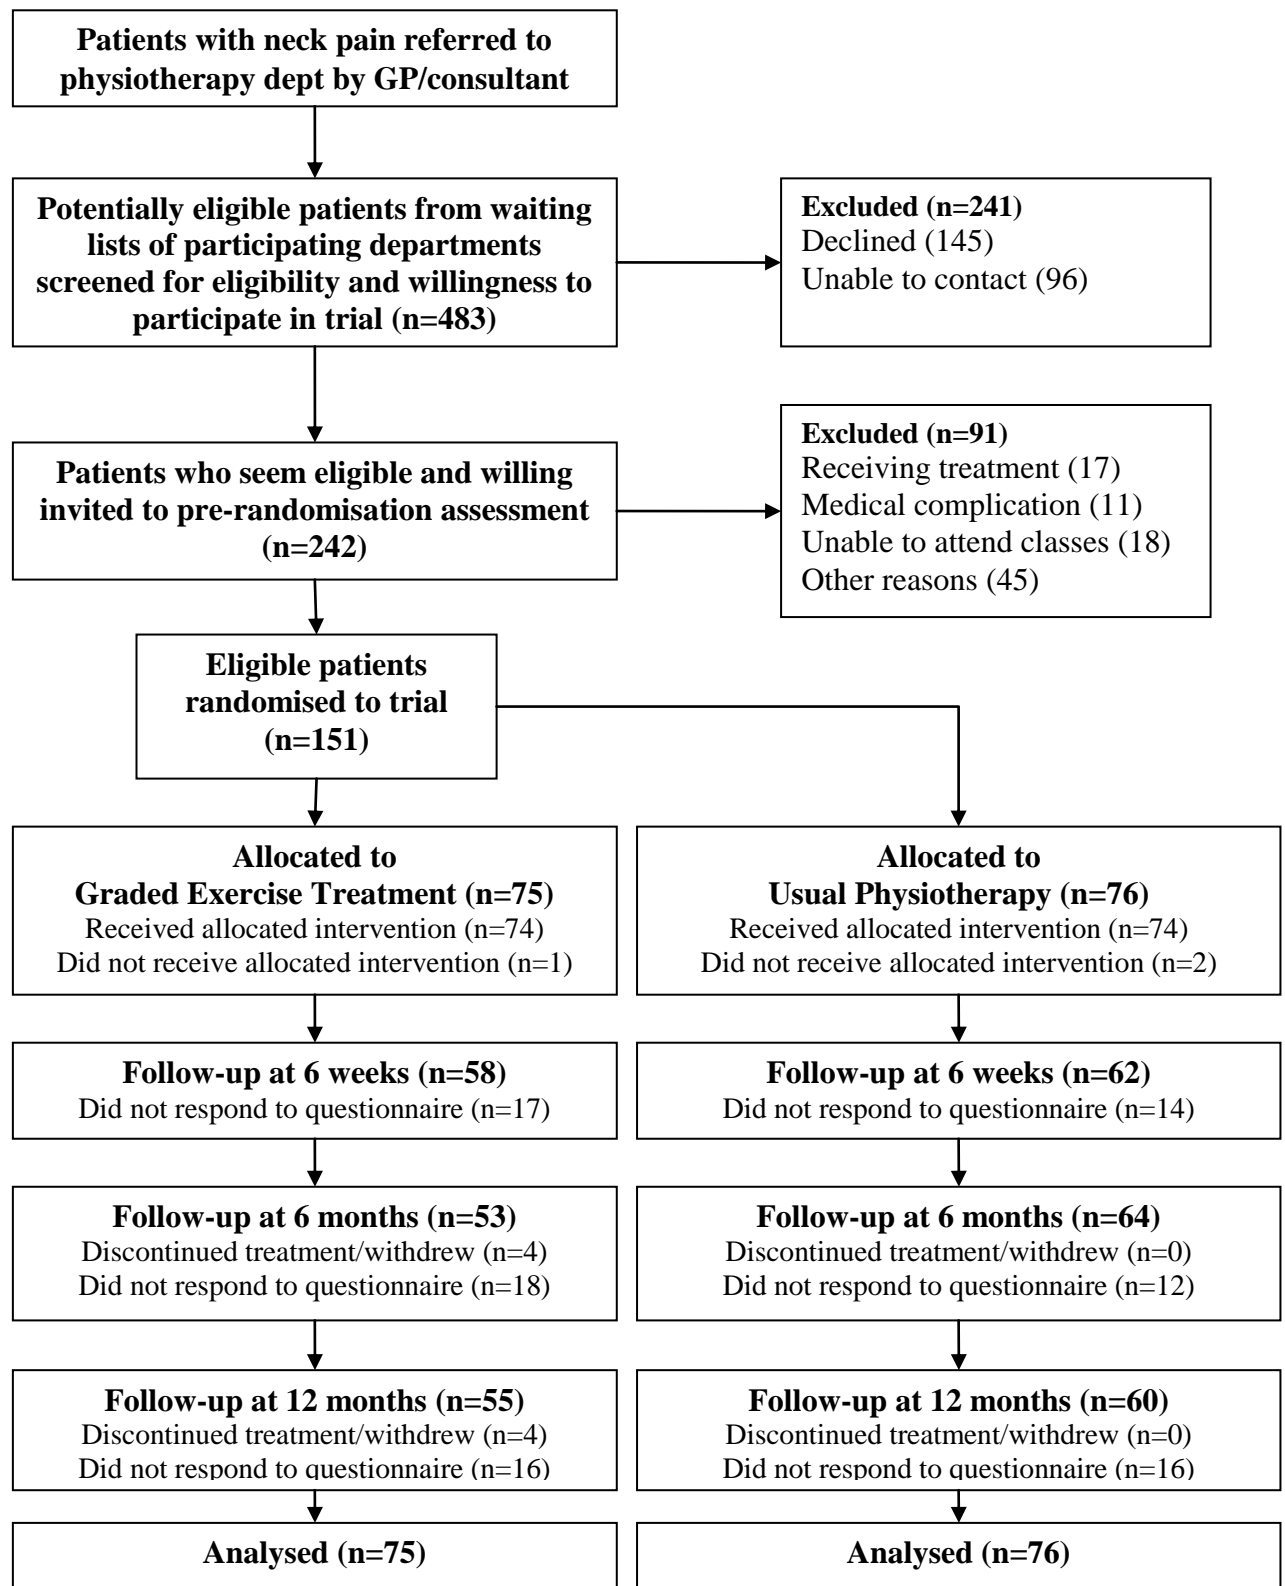 Patients with neck pain referred to
physiotherapy dept by GP/consultant
Potentially eligible patients from waiting
lists of participating departments
screened for eligibility and willingness to
participate in trial (n=483)
Excluded (n=241)
Declined (145)
Unable to contact (96)
Patients who seem eligible and willing
invited to pre-randomisation assessment
(n=242)
Excluded (n=91)
Receiving treatment (17)
Medical complication (11)
Unable to attend classes (18)
Other reasons (45)
Eligible patients
randomised to trial
(n=151)
Allocated to
Graded Exercise Treatment (n=75)
Received allocated intervention (n=74)
Did not receive allocated intervention (n=1)
Allocated to
Usual Physiotherapy (n=76)
Received allocated intervention (n=74)
Did not receive allocated intervention (n=2)
Follow-up at 6 weeks (n=58)
Did not respond to questionnaire (n=17)
Follow-up at 6 weeks (n=62)
Did not respond to questionnaire (n=14)
Follow-up at 6 months (n=53)
Discontinued treatment/withdrew (n=4)
Did not respond to questionnaire (n=18)
Follow-up at 6 months (n=64)
Discontinued treatment/withdrew (n=0)
Did not respond to questionnaire (n=12)
Follow-up at 12 months (n=55)
Discontinued treatment/withdrew (n=4)
Did not respond to questionnaire (n=16)
Follow-up at 12 months (n=60)
Discontinued treatment/withdrew (n=0)
Did not respond to questionnaire (n=16)
Analysed (n=75)
Analysed (n=76)